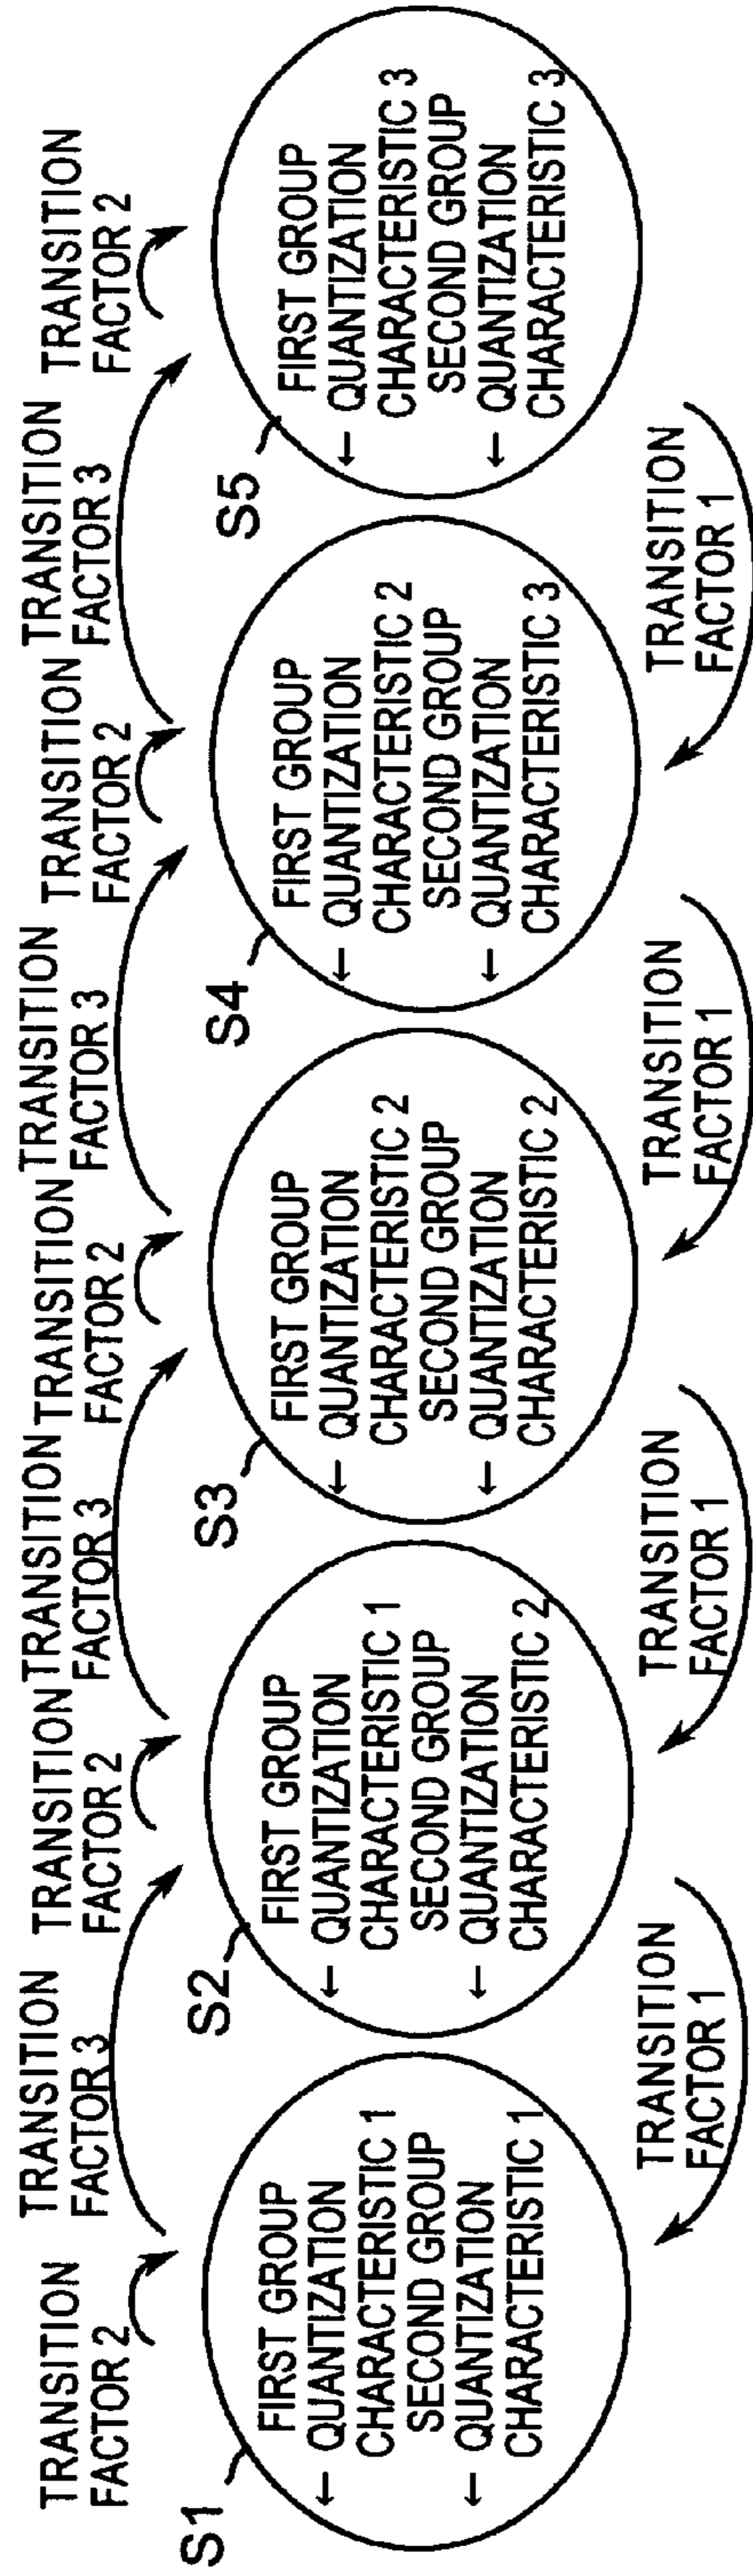 TRANSITION
FACTOR 2
TRANSITION
FACTOR 3
TRANSITION
FACTOR 2
TRANSITION
FACTOR 3
TRANSITION
FACTOR 2
TRANSITION
FACTOR 3
TRANSITION
FACTOR 2
TRANSITION
FACTOR 3
TRANSITION
FACTOR 2
S1
FIRST GROUP
← QUANTIZATION
CHARACTERISTIC 1
SECOND GROUP
← QUANTIZATION
CHARACTERISTIC 1
S2
FIRST GROUP
← QUANTIZATION
CHARACTERISTIC 1
SECOND GROUP
← QUANTIZATION
CHARACTERISTIC 2
S3
FIRST GROUP
← QUANTIZATION
CHARACTERISTIC 2
SECOND GROUP
← QUANTIZATION
CHARACTERISTIC 2
S4
FIRST GROUP
← QUANTIZATION
CHARACTERISTIC 2
SECOND GROUP
← QUANTIZATION
CHARACTERISTIC 3
S5
FIRST GROUP
← QUANTIZATION
CHARACTERISTIC 3
SECOND GROUP
← QUANTIZATION
CHARACTERISTIC 3
TRANSITION
FACTOR 1
TRANSITION
FACTOR 1
TRANSITION
FACTOR 1
TRANSITION
FACTOR 1